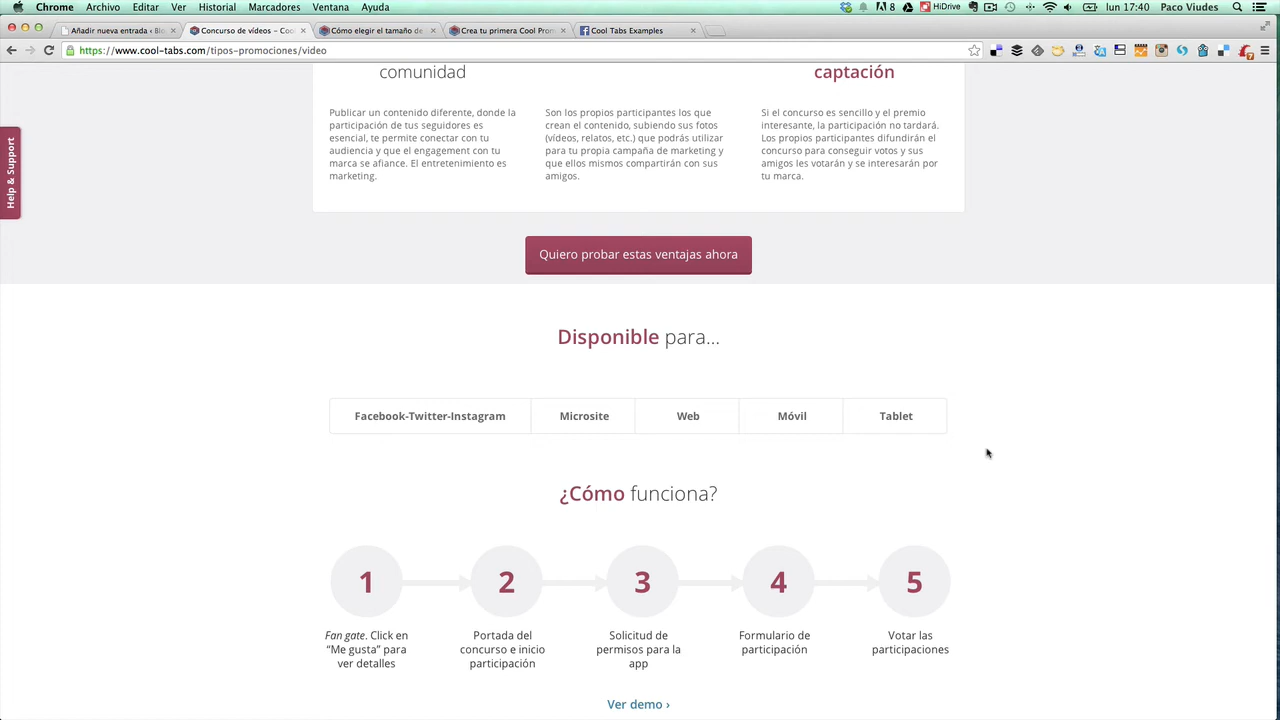 Chrome Archivo Editar Ver Historial Marcadores Ventana Ayuda
8 HiDrive lun 17:40 Paco Viudes
Añadir nueva entrada ‹ Blo
Concurso de vídeos – Coo
Cómo elegir el tamaño de
Crea tu primera Cool Prom
Cool Tabs Examples
https://www.cool-tabs.com/tipos-promociones/video
Help & Support
comunidad
Publicar un contenido diferente, donde la
participación de tus seguidores es
esencial, te permite conectar con tu
audiencia y que el engagement con tu
marca se afiance. El entretenimiento es
marketing.
Son los propios participantes los que
crean el contenido, subiendo sus fotos
(vídeos, relatos, etc.) que podrás utilizar
para tu propia campaña de marketing y
que ellos mismos compartirán con sus
amigos.
captación
Si el concurso es sencillo y el premio
interesante, la participación no tardará.
Los propios participantes difundirán el
concurso para conseguir votos y sus
amigos les votarán y se interesarán por
tu marca.
Quiero probar estas ventajas ahora
Disponible para...
Facebook-Twitter-Instagram Microsite Web Móvil Tablet
¿Cómo funciona?
1 2 3 4 5
Fan gate. Click en
“Me gusta” para
ver detalles
Portada del
concurso e inicio
participación
Solicitud de
permisos para la
app
Formulario de
participación
Votar las
participaciones
Ver demo ›